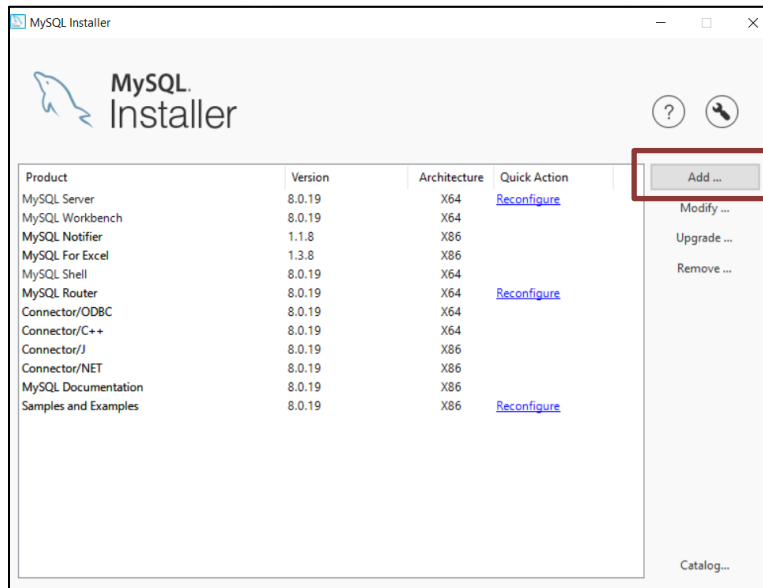 MySQL Installer
MySQL.
Installer
?
Product Version Architecture Quick Action
Add ...
MySQL Server 8.0.19 X64 Reconfigure
Modify ...
MySQL Workbench 8.0.19 X64
MySQL Notifier 1.1.8 X86
Upgrade ...
MySQL For Excel 1.3.8 X86
MySQL Shell 8.0.19 X64
Remove ...
MySQL Router 8.0.19 X64 Reconfigure
Connector/ODBC 8.0.19 X64
Connector/C++ 8.0.19 X64
Connector/J 8.0.19 X86
Connector/NET 8.0.19 X86
MySQL Documentation 8.0.19 X86
Samples and Examples 8.0.19 X86 Reconfigure
Catalog...